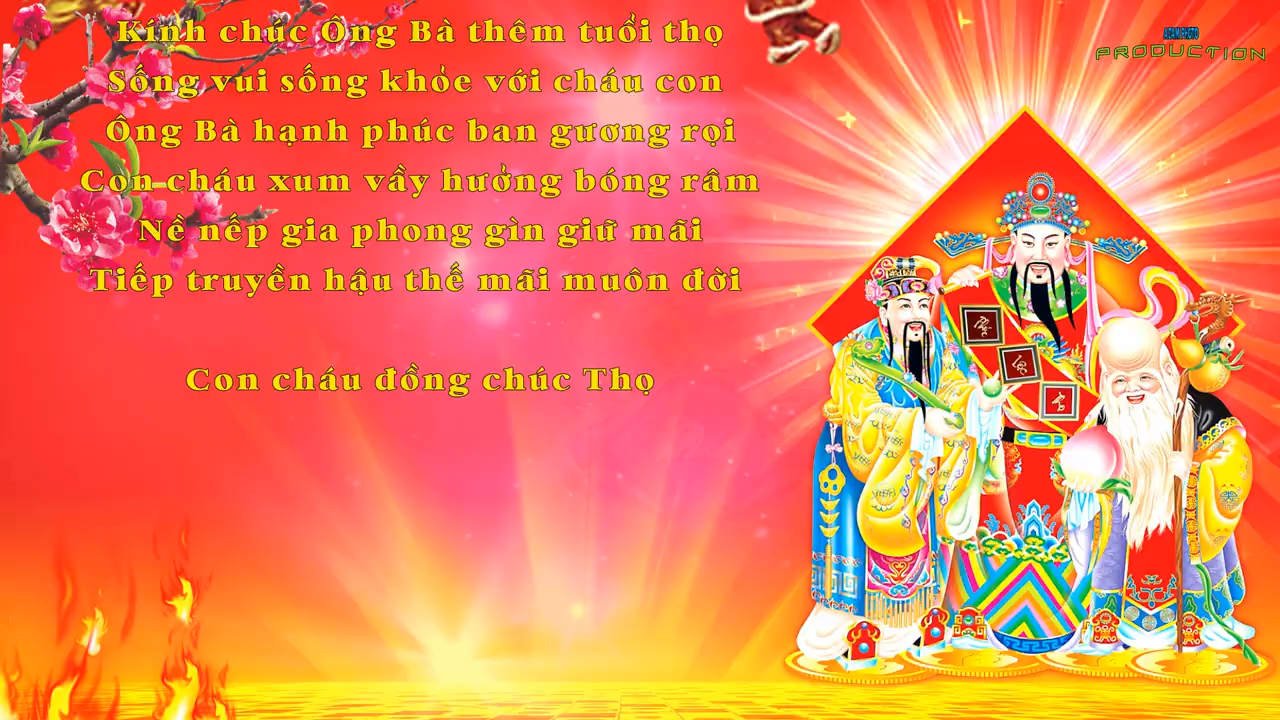 Kính chúc Ông Bà thêm tuổi thọ
Sống vui sống khỏe với cháu con
Ông Bà hạnh phúc ban gương rọi
Con cháu xum vầy hưởng bóng râm
Nề nếp gia phong gìn giữ mãi
Tiếp truyền hậu thế mãi muôn đời
Con cháu đồng chúc Thọ
PRODUCTION